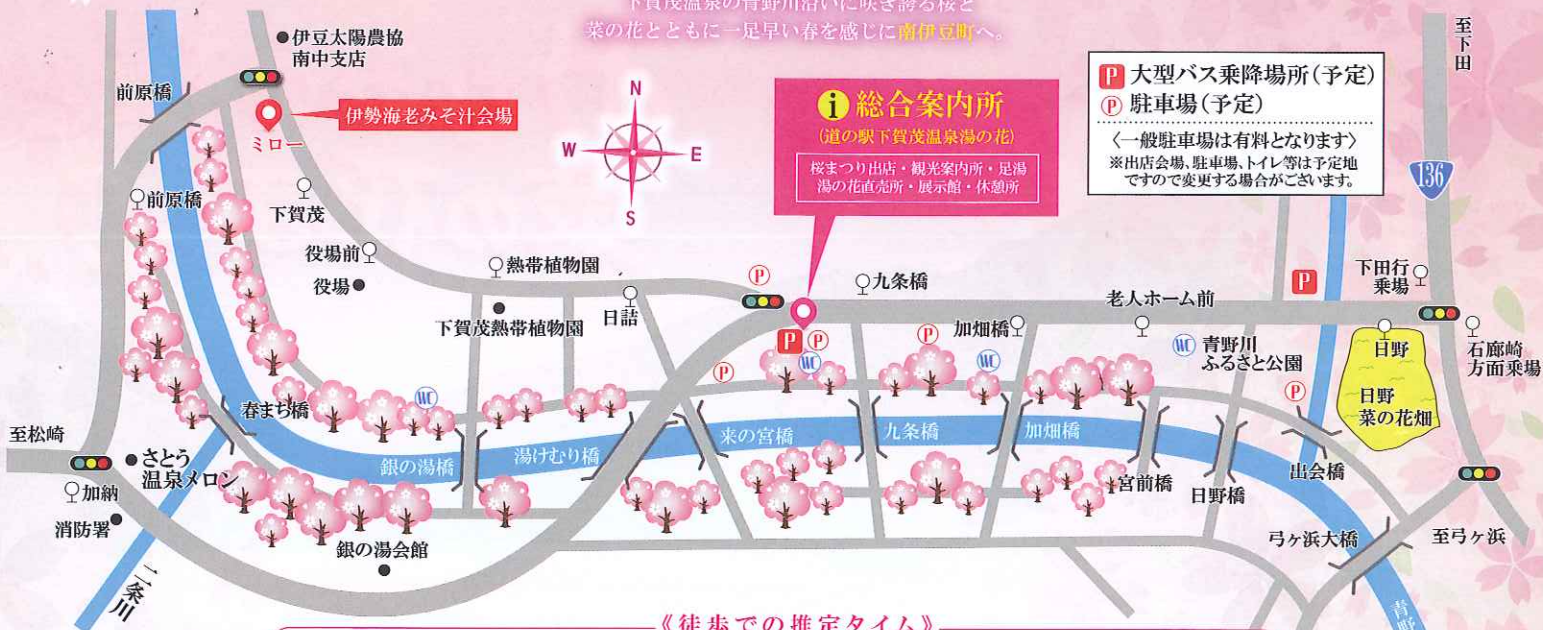 下賀茂温泉の青野川沿いに咲き誇る桜と
菜の花とともに一足早い春を感じに南伊豆町へ。
伊豆太陽農協
南中支店
前原橋
ミロー
伊勢海老みそ汁会場
N
W
E
S
i 総合案内所
(道の駅下賀茂温泉湯の花)
桜まつり出店・観光案内所・足湯
湯の花直売所・展示館・休憩所
P 大型バス乗降場所(予定)
P 駐車場(予定)
〈一般駐車場は有料となります〉
※出店会場、駐車場、トイレ等は予定地
ですので変更する場合がございます。
至下田
136
前原橋
下賀茂
役場前
役場
熱帯植物園
下賀茂熱帯植物園
日詰
P
九条橋
P
P
WC
P
P
加畑橋
WC
老人ホーム前
P
WC
青野川
ふるさと公園
P
下田行
乗場
日野
石廊崎
方面乗場
日野
菜の花畑
春まち橋
WC
至松崎
さとう
温泉メロン
加納
消防署
二条川
銀の湯橋
湯けむり橋
来の宮橋
九条橋
加畑橋
宮前橋
日野橋
出会橋
弓ヶ浜大橋
至弓ヶ浜
銀の湯会館
青野
《徒歩での推定タイム》